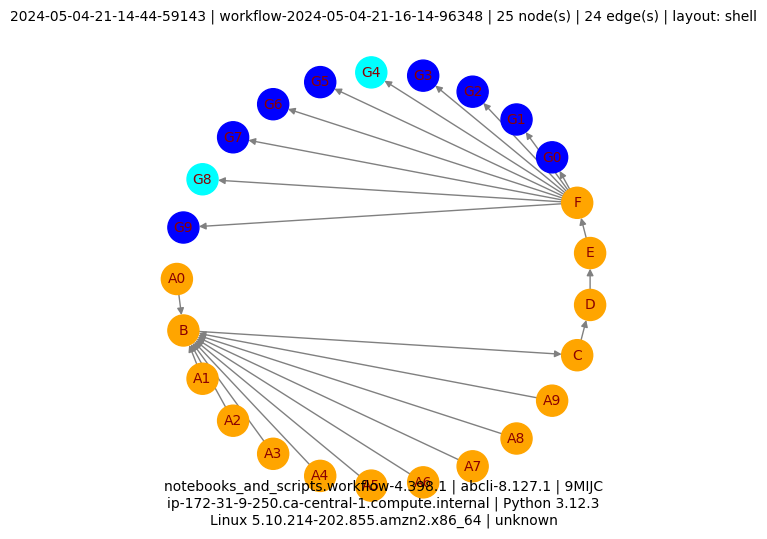 2024-05-04-21-14-44-59143 | workflow-2024-05-04-21-16-14-96348 | 25 node(s) | 24 edge(s) | layout: shell
G4
G3
G5
G2
G6
G1
G7
G0
G8
F
G9
E
A0
D
B
C
A1
A9
A2
A8
A3
A7
A4
A6
A5
notebooks_and_scripts.workflow-4.398.1 | abcli-8.127.1 | 9MIJC
ip-172-31-9-250.ca-central-1.compute.internal | Python 3.12.3
Linux 5.10.214-202.855.amzn2.x86_64 | unknown